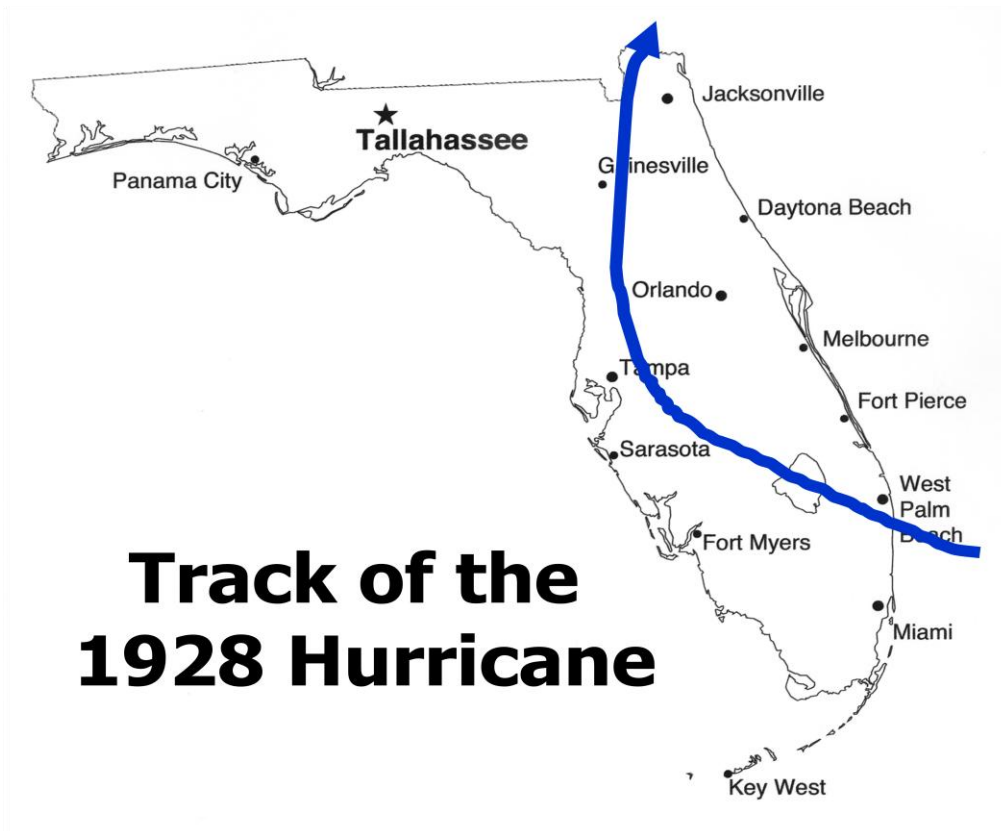 Jacksonville
Tallahassee
Gainesville
Panama City
Daytona Beach
Orlando
Melbourne
Tampa
Fort Pierce
Sarasota
West
Palm
Beach
Fort Myers
Track of the
1928 Hurricane
Miami
Key West